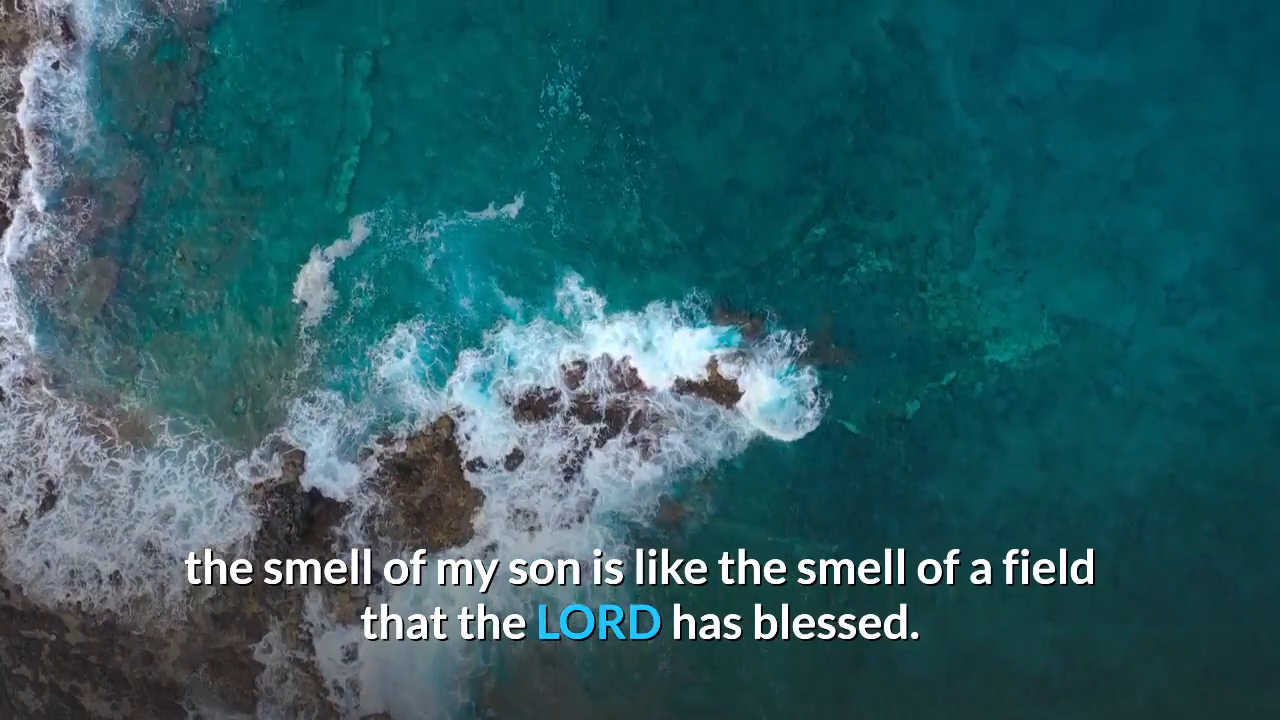 the smell of my son is like the smell of a field
that the LORD has blessed.